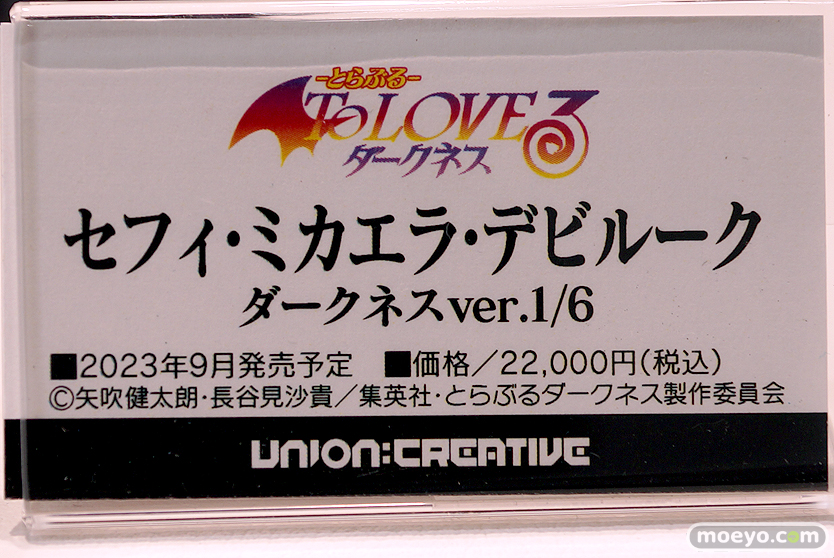 -とらぶる-
ToLOVEる
ダークネス
セフィ・ミカエラ・デビルーク
ダークネスver.1/6
■2023年9月発売予定 ■価格／22,000円(税込)
©矢吹健太朗・長谷見沙貴／集英社・とらぶるダークネス製作委員会
UNION:CREATIVE
moeyo.com